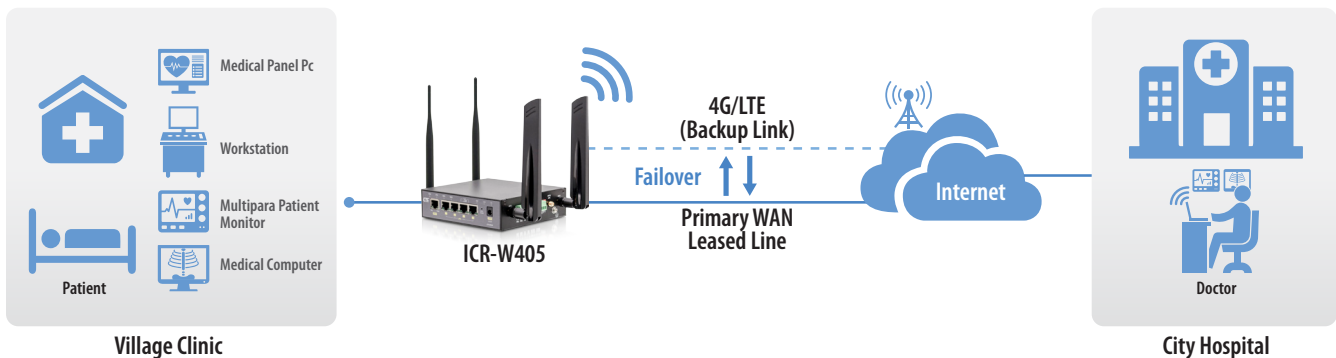 Medical Panel Pc
Workstation
Multipara Patient
Monitor
Medical Computer
Patient
Village Clinic
ICR-W405
4G/LTE
(Backup Link)
Failover
Primary WAN
Leased Line
Internet
Doctor
City Hospital